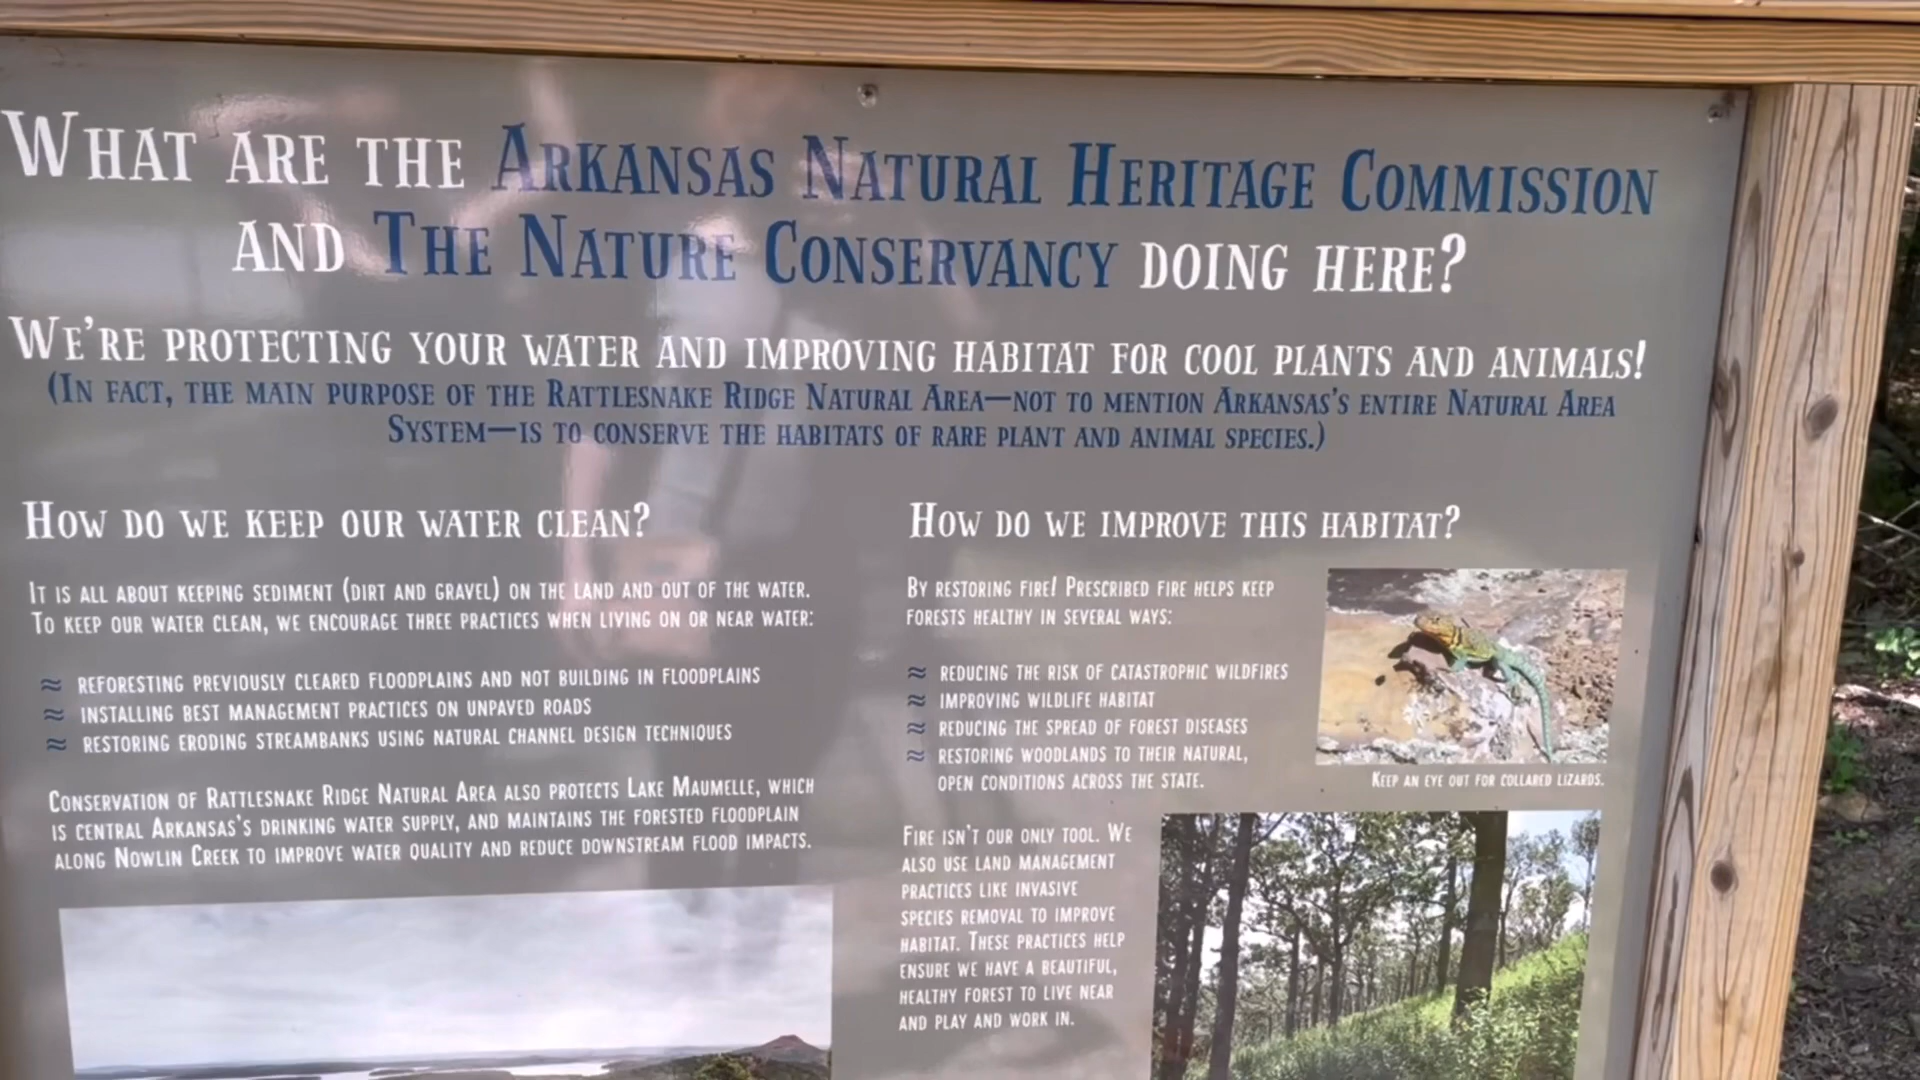 What are the Arkansas Natural Heritage Commission
and The Nature Conservancy doing here?
We're protecting your water and improving habitat for cool plants and animals!
(In fact, the main purpose of the Rattlesnake Ridge Natural Area—not to mention Arkansas's entire Natural Area
System—is to conserve the habitats of rare plant and animal species.)
How do we keep our water clean?
It is all about keeping sediment (dirt and gravel) on the land and out of the water.
To keep our water clean, we encourage three practices when living on or near water:
≈ reforesting previously cleared floodplains and not building in floodplains
≈ installing best management practices on unpaved roads
≈ restoring eroding streambanks using natural channel design techniques
Conservation of Rattlesnake Ridge Natural Area also protects Lake Maumelle, which
is central Arkansas's drinking water supply, and maintains the forested floodplain
along Nowlin Creek to improve water quality and reduce downstream flood impacts.
How do we improve this habitat?
By restoring fire! Prescribed fire helps keep
forests healthy in several ways:
≈ reducing the risk of catastrophic wildfires
≈ improving wildlife habitat
≈ reducing the spread of forest diseases
≈ restoring woodlands to their natural,
open conditions across the state.
Keep an eye out for collared lizards.
Fire isn't our only tool. We
also use land management
practices like invasive
species removal to improve
habitat. These practices help
ensure we have a beautiful,
healthy forest to live near
and play and work in.